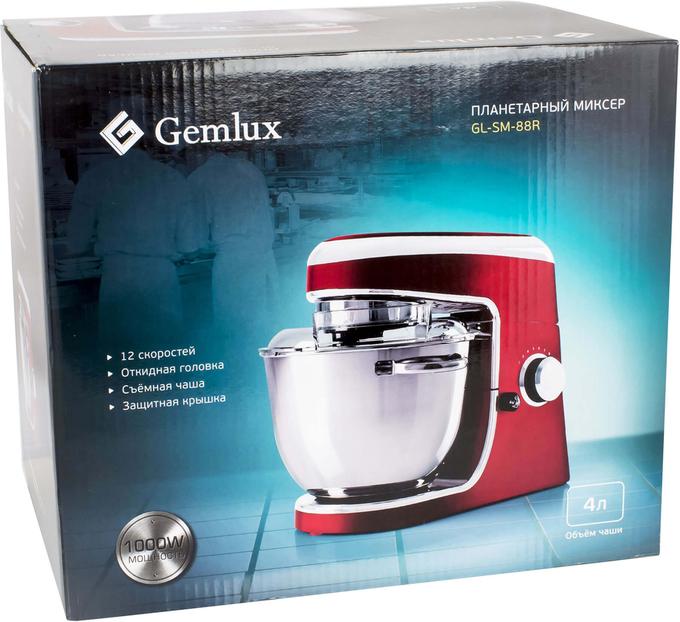 Gemlux
ПЛАНЕТАРНЫЙ МИКСЕР
GL-SM-88R
12 скоростей
Откидная головка
Съёмная чаша
Защитная крышка
1000W
МОЩНОСТЬ
4л
Объём чаши